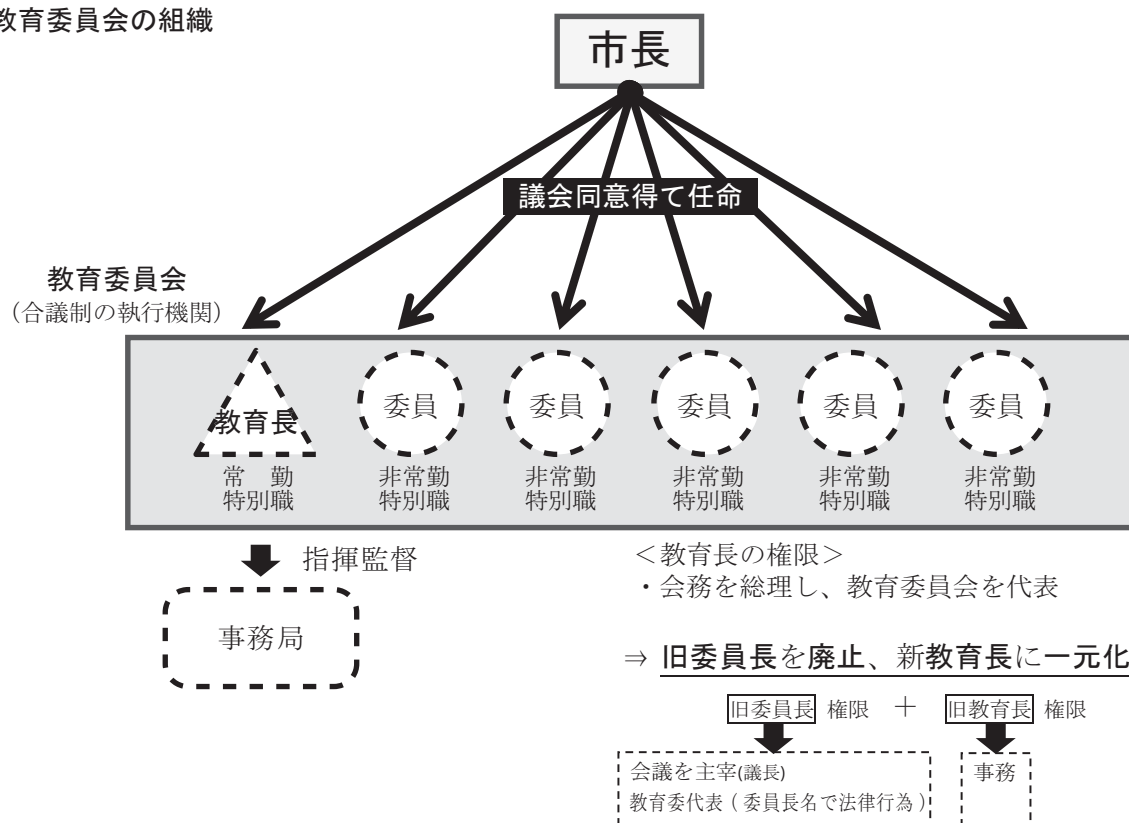 教育委員会の組織
市長
議会同意得て任命
教育委員会
（合議制の執行機関）
教育長 委員 委員 委員 委員 委員
常　勤 非常勤 非常勤 非常勤 非常勤 非常勤
特別職 特別職 特別職 特別職 特別職 特別職
指揮監督
事務局
＜教育長の権限＞
・会務を総理し、教育委員会を代表
⇒ 旧委員長を廃止、新教育長に一元化
旧委員長 権限 ＋ 旧教育長 権限
会議を主宰(議長)
教育委代表（委員長名で法律行為）
事務